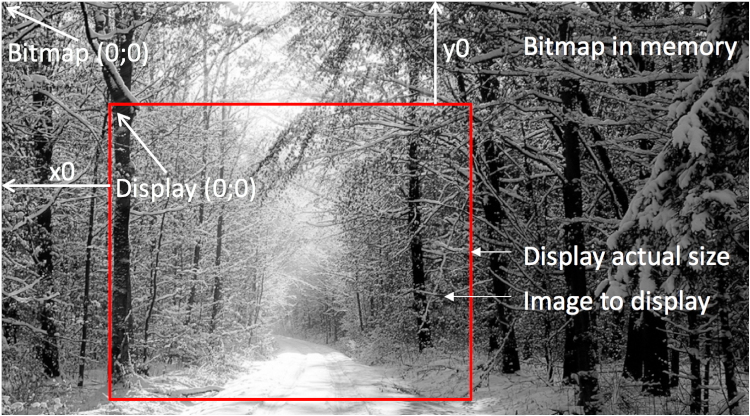 Bitmap (0;0)
y0
Bitmap in memory
x0
Display (0;0)
Display actual size
Image to display